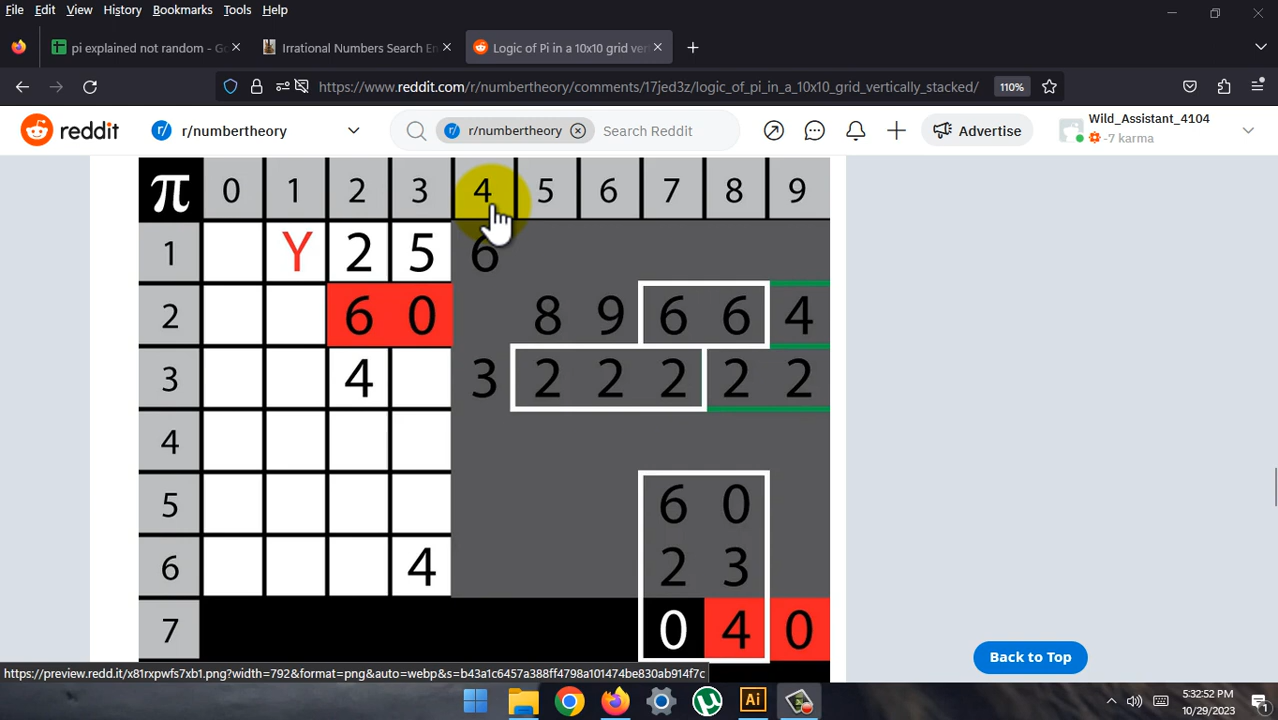 File Edit View History Bookmarks Tools Help
pi explained not random - Go
Irrational Numbers Search En
Logic of Pi in a 10x10 grid ver
https://www.reddit.com/r/numbertheory/comments/17jed3z/logic_of_pi_in_a_10x10_grid_vertically_stacked/
110%
reddit r/ r/numbertheory r/ r/numbertheory Search Reddit Advertise Wild_Assistant_4104
-7 karma
π 0 1 2 3 4 5 6 7 8 9
1 Y 2 5 6
2 6 0 8 9 6 6 4
3 4 3 2 2 2 2 2
4
5 6 0
6 4 2 3
7 0 4 0
Back to Top
https://preview.redd.it/x81rxpwfs7xb1.png?width=792&format=png&auto=webp&s=b43a1c6457a388ff4798a101474be830ab914f7c
Ai
5:32:52 PM
10/29/2023
1